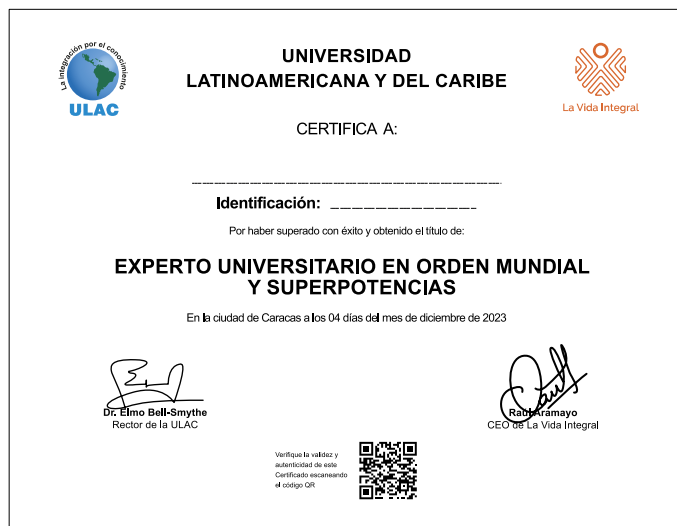 La integración por el conocimiento
ULAC
UNIVERSIDAD
LATINOAMERICANA Y DEL CARIBE
La Vida Integral
CERTIFICA A:
Identificación:
Por haber superado con éxito y obtenido el título de:
EXPERTO UNIVERSITARIO EN ORDEN MUNDIAL
Y SUPERPOTENCIAS
En la ciudad de Caracas a los 04 días del mes de diciembre de 2023
Dr. Elmo Bell-Smythe
Rector de la ULAC
Raúl Aramayo
CEO de La Vida Integral
Verifique la validez y
autenticidad de este
Certificado escaneando
el código QR